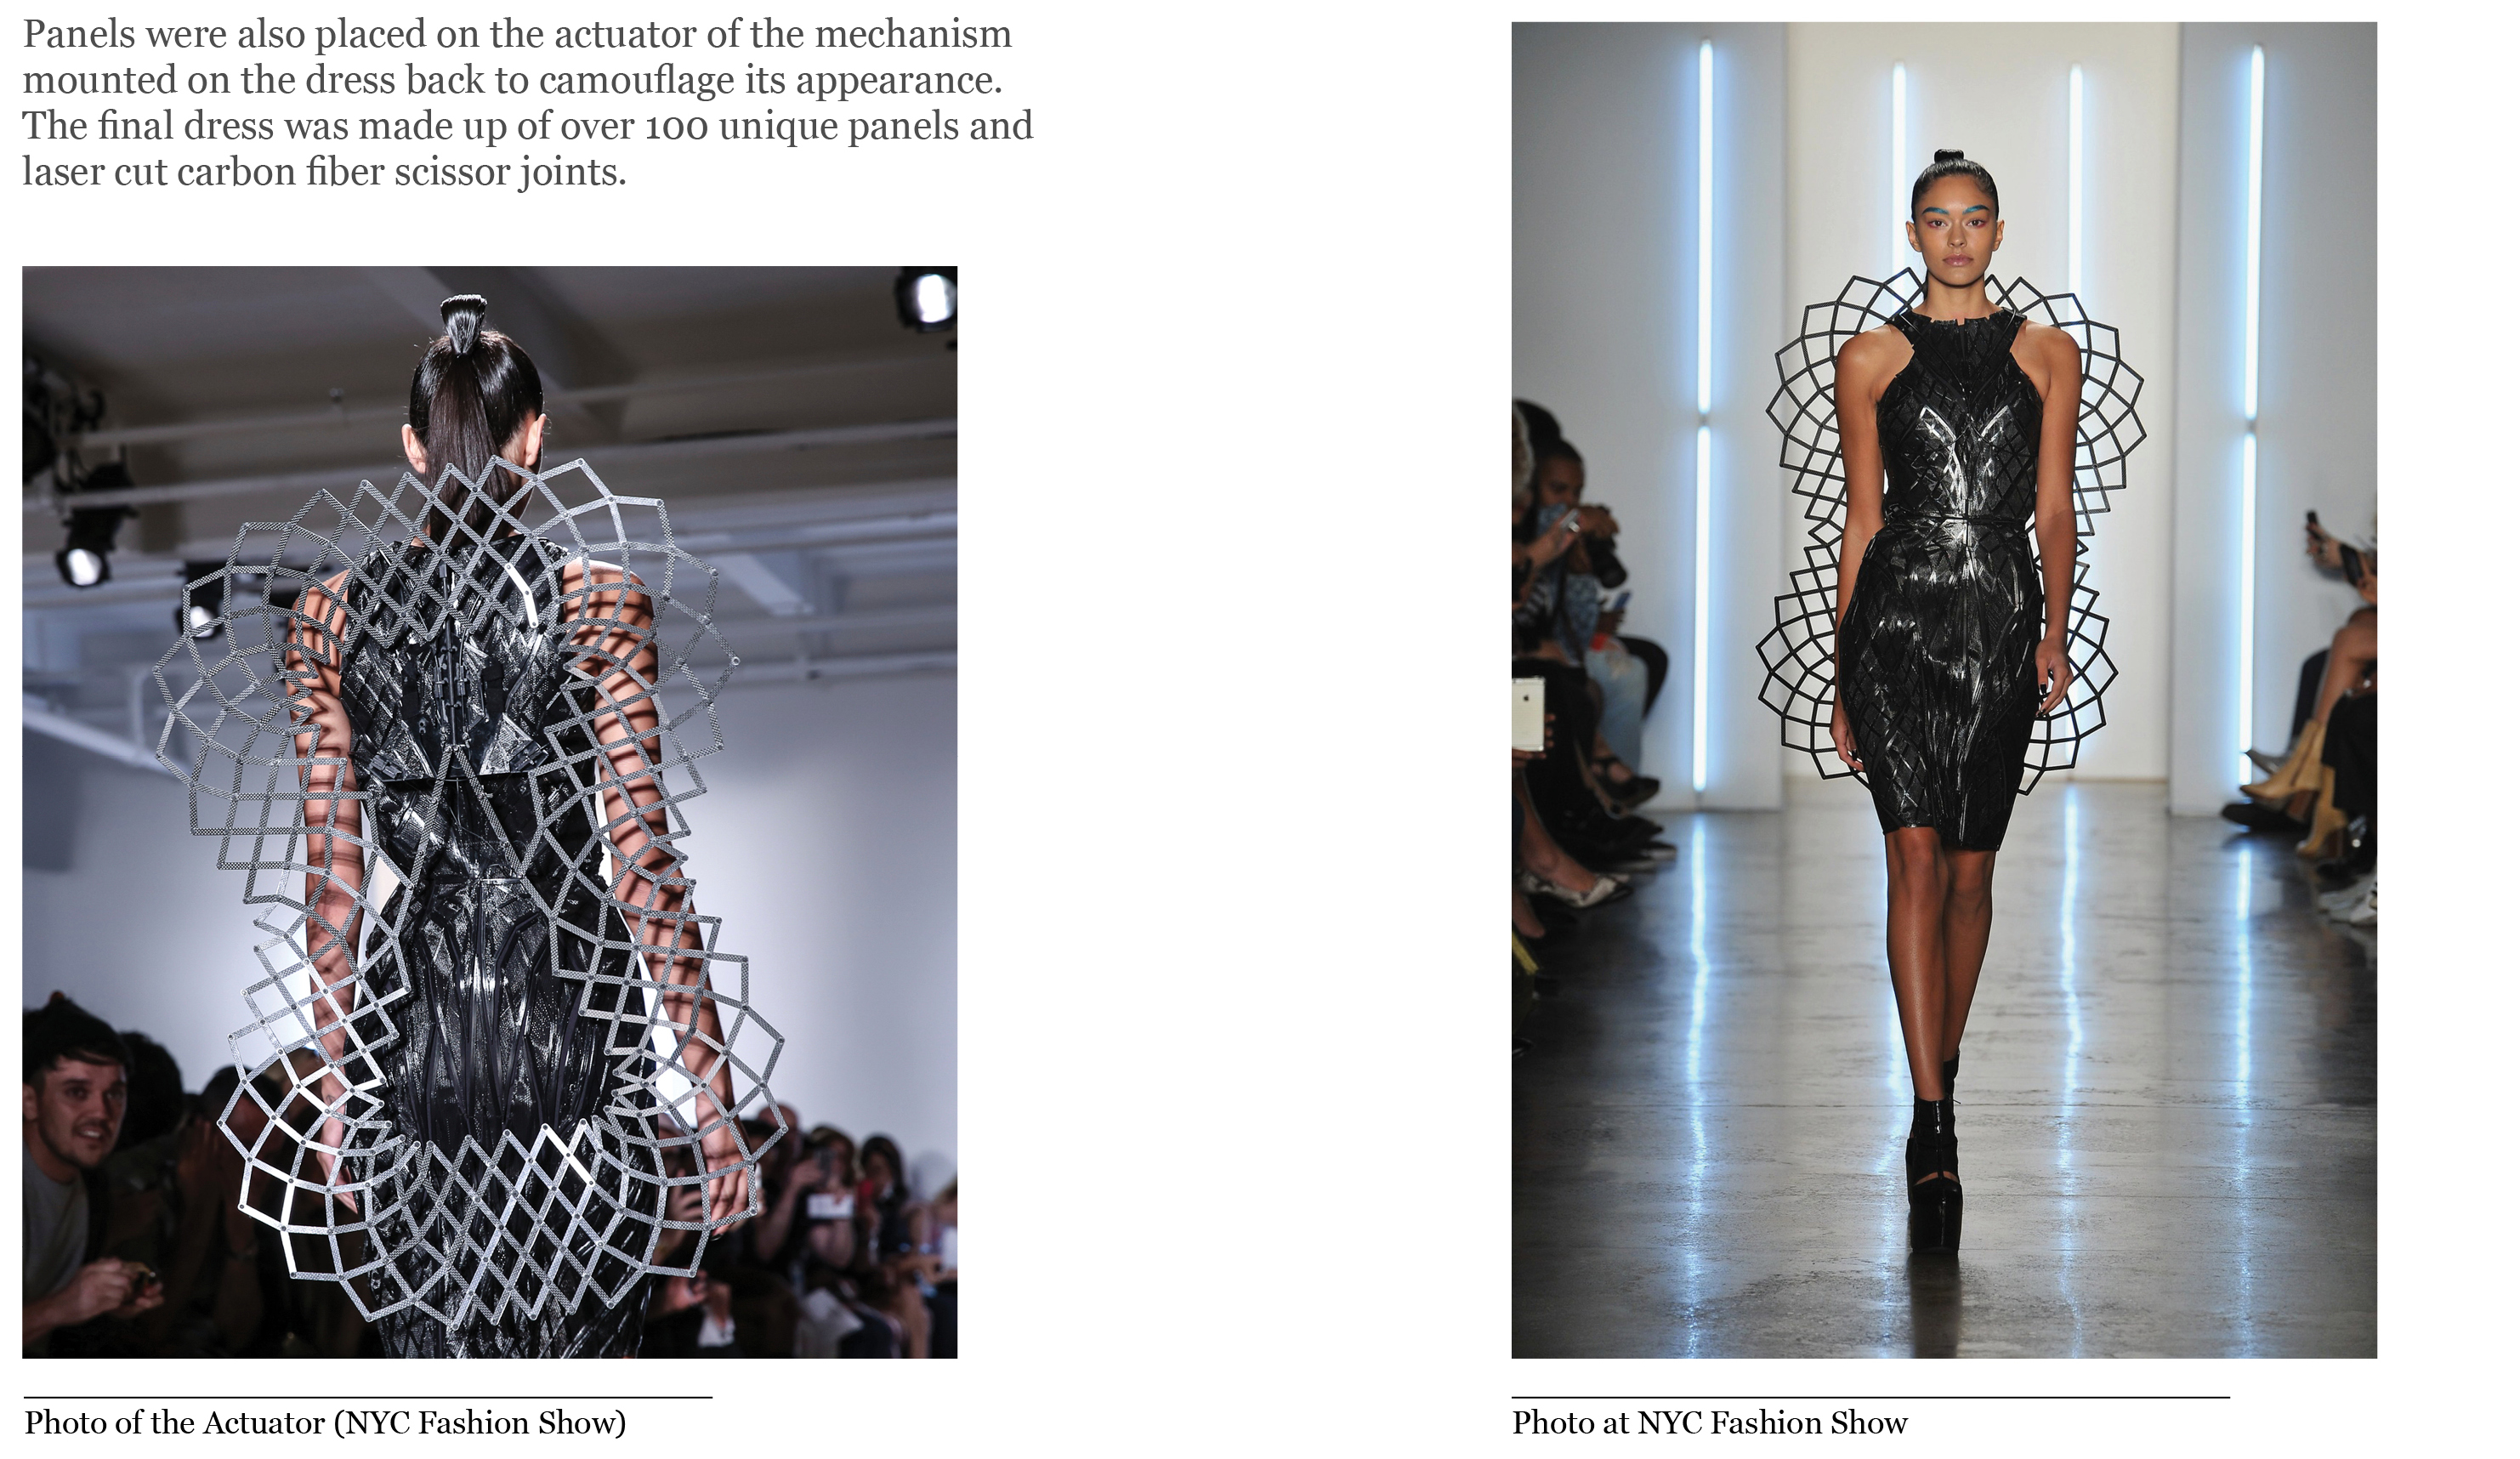 Panels were also placed on the actuator of the mechanism
mounted on the dress back to camouflage its appearance.
The final dress was made up of over 100 unique panels and
laser cut carbon fiber scissor joints.
Photo of the Actuator (NYC Fashion Show)
Photo at NYC Fashion Show